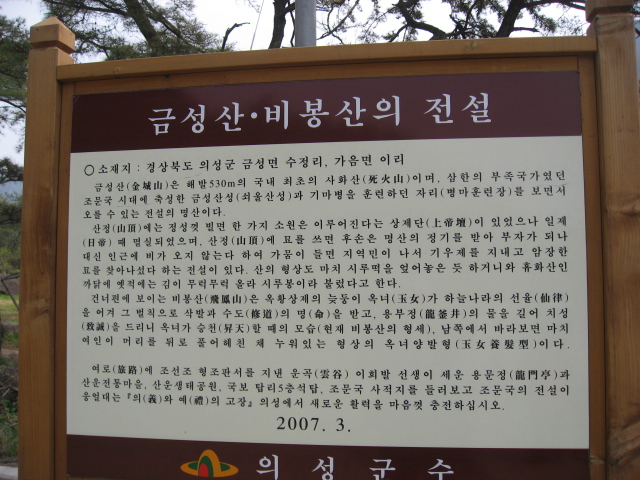 금성산·비봉산의 전설
○ 소재지 : 경상북도 의성군 금성면 수정리, 가음면 이리
금성산(金城山)은 해발530m의 국내 최초의 사화산(死火山)이며, 삼한의 부족국가였던
조문국 시대에 축성한 금성산성(쇠울산성)과 기마병을 훈련하던 자리(병마훈련장)를 보면서
오를 수 있는 전설의 명산이다.
산정(山頂)에는 정성껏 빌면 한 가지 소원은 이루어진다는 상제단(上帝壇)이 있었으나 일제
(日帝) 때 멸실되었으며, 산정(山頂)에 묘를 쓰면 후손은 명산의 정기를 받아 부자가 되나
대신 인근에 비가 오지 않는다 하여 가뭄이 들면 지역민이 나서 기우제를 지내고 암장한
묘를 찾아나섰다 하는 전설이 있다. 산의 형상도 마치 시루떡을 엎어놓은 듯 하거니와 휴화산인
까닭에 옛적에는 김이 무럭무럭 올라 시루봉이라 불렀다고 한다.
건너편에 보이는 비봉산(飛鳳山)은 옥황상제의 늦둥이 옥녀(玉女)가 하늘나라의 선율(仙律)
을 어겨 그 벌칙으로 삭발과 수도(修道)의 명(命)을 받고, 용부정(龍釜井)의 물을 길어 치성
(致誠)을 드리니 옥녀가 승천(昇天)할 때의 모습(현재 비봉산의 형제), 남쪽에서 바라보면 마치
여인이 머리를 뒤로 풀어헤친 채 누워있는 형상의 옥녀양발형(玉女養髮型)이다.
여로(旅路)에 조선조 형조판서를 지낸 운곡(雲谷) 이희발 선생이 세운 용문정(龍門亭)과
산운전통마을, 산운생태공원, 국보 탑리5층석탑, 조문국 사적지를 들러보고 조문국의 전설이
웅얼대는 『의(義)와 예(禮)의 고장』 의성에서 새로운 활력을 마음껏 충전하십시오.
2007. 3.
의성군수